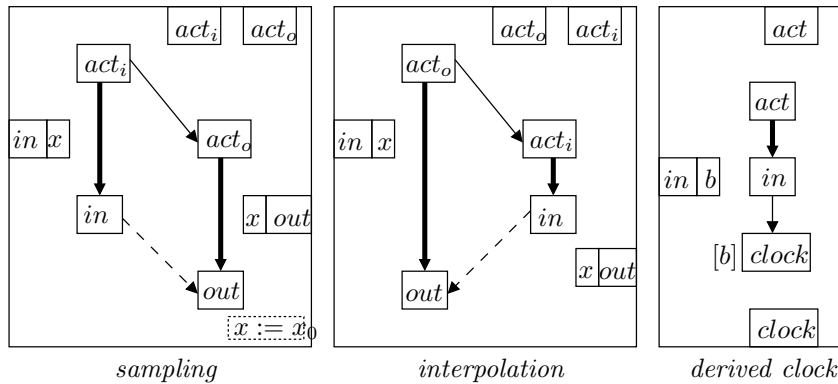 act_i act_o
act_i
in x
act_o
in
x out
out
x := x_0
sampling
act_o act_i
act_o
in x
act_i
in
x out
out
interpolation
act
act
in b
in
[b] clock
clock
derived clock